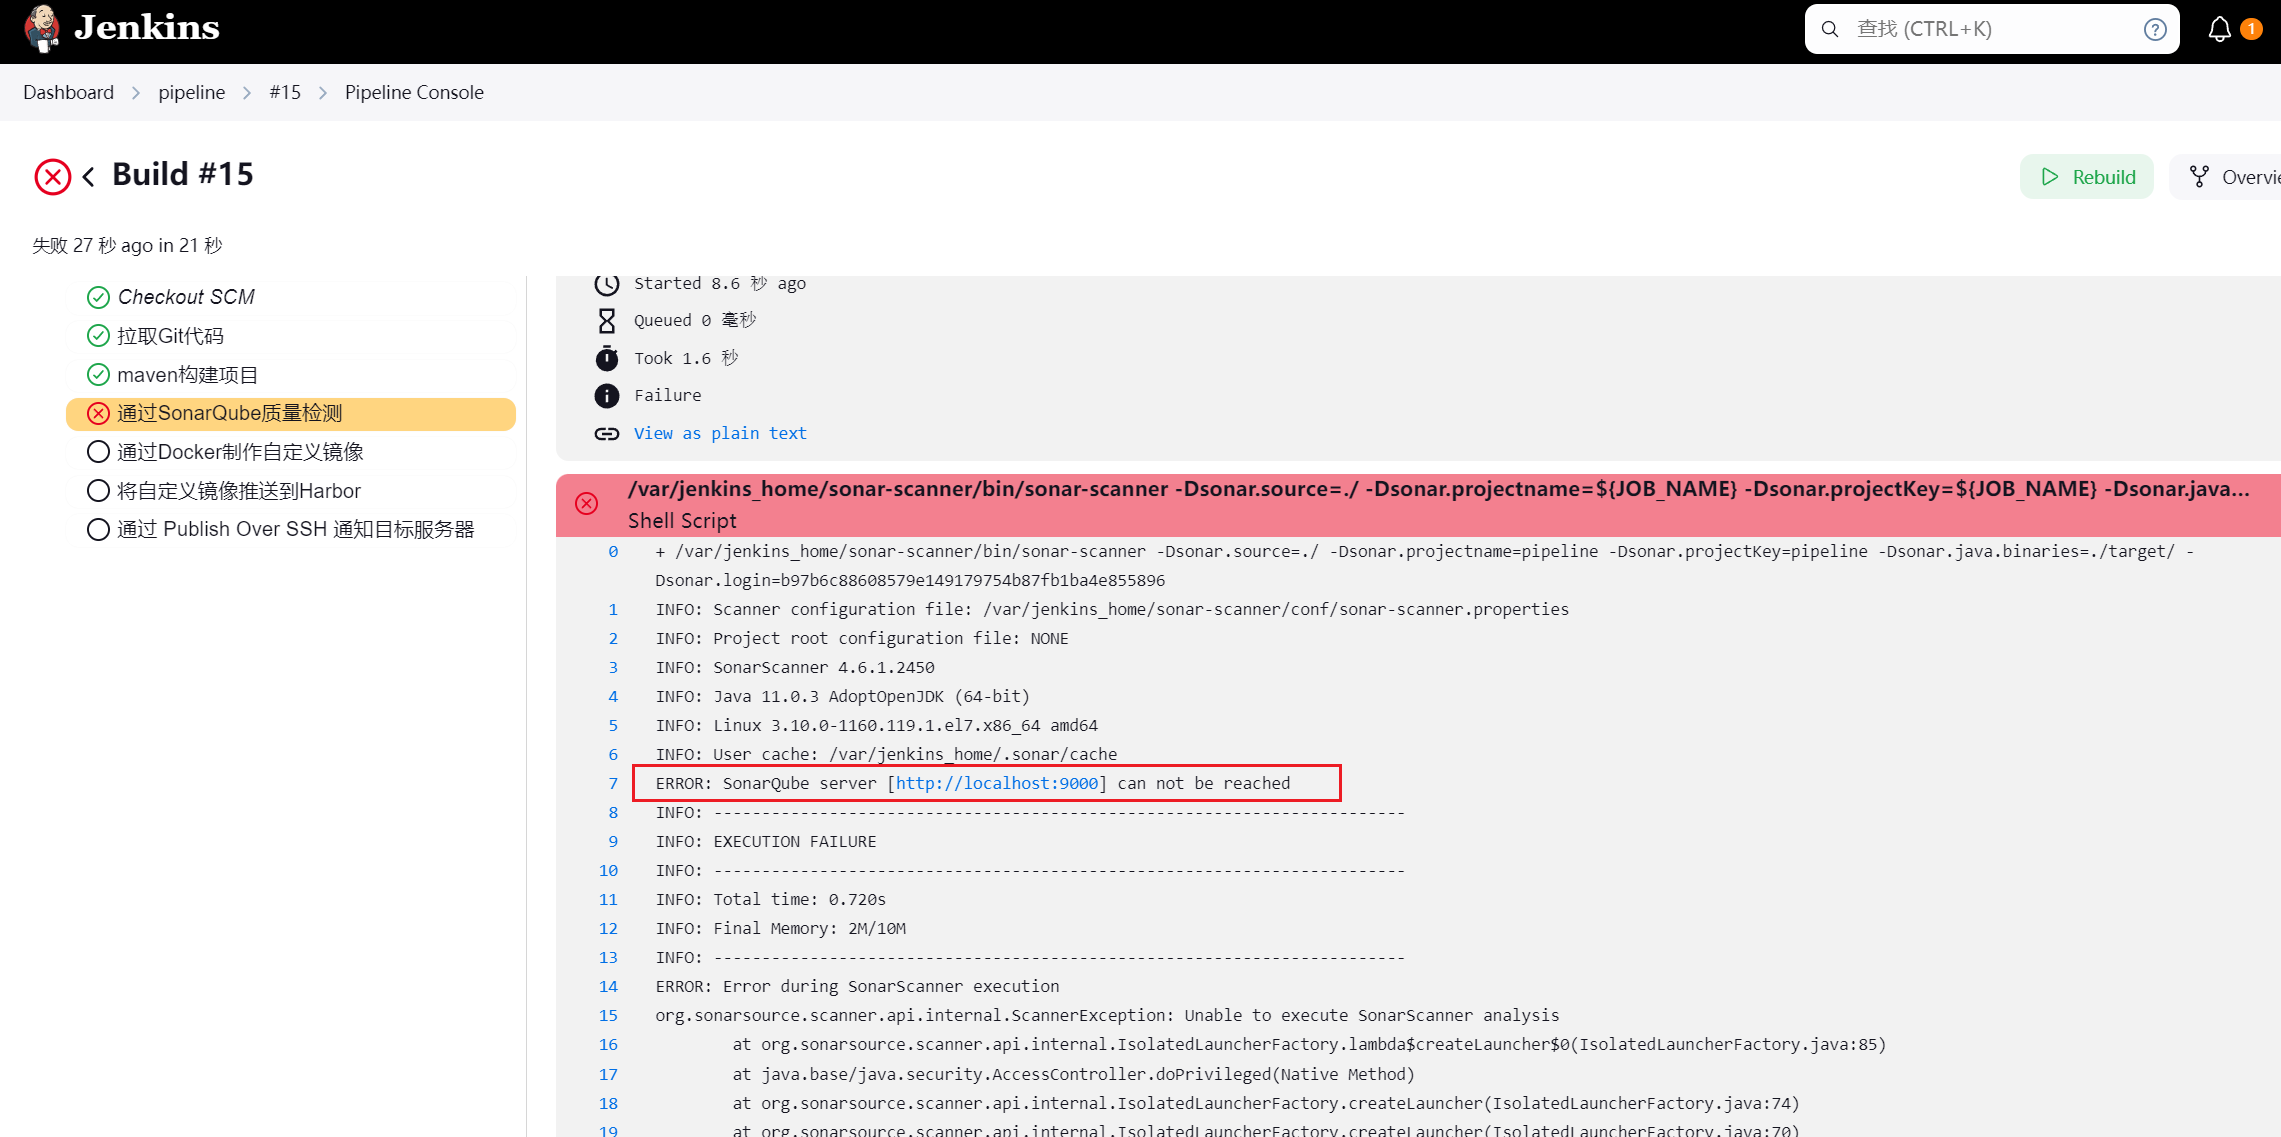 Jenkins
查找 (CTRL+K)
1
Dashboard
pipeline
#15
Pipeline Console
Build #15
Rebuild
失败 27 秒 ago in 21 秒
Checkout SCM
拉取Git代码
maven构建项目
通过SonarQube质量检测
通过Docker制作自定义镜像
将自定义镜像推送到Harbor
通过 Publish Over SSH 通知目标服务器
Started 8.6 秒 ago
Queued 0 毫秒
Took 1.6 秒
Failure
View as plain text
/var/jenkins_home/sonar-scanner/bin/sonar-scanner -Dsonar.source=./ -Dsonar.projectname=${JOB_NAME} -Dsonar.projectKey=${JOB_NAME} -Dsonar.java...
Shell Script
0 + /var/jenkins_home/sonar-scanner/bin/sonar-scanner -Dsonar.source=./ -Dsonar.projectname=pipeline -Dsonar.projectKey=pipeline -Dsonar.java.binaries=./target/ -
Dsonar.login=b97b6c88608579e149179754b87fb1ba4e855896
1 INFO: Scanner configuration file: /var/jenkins_home/sonar-scanner/conf/sonar-scanner.properties
2 INFO: Project root configuration file: NONE
3 INFO: SonarScanner 4.6.1.2450
4 INFO: Java 11.0.3 AdoptOpenJDK (64-bit)
5 INFO: Linux 3.10.0-1160.119.1.el7.x86_64 amd64
6 INFO: User cache: /var/jenkins_home/.sonar/cache
7 ERROR: SonarQube server [http://localhost:9000] can not be reached
8 INFO: ------------------------------------------------------------------------
9 INFO: EXECUTION FAILURE
10 INFO: ------------------------------------------------------------------------
11 INFO: Total time: 0.720s
12 INFO: Final Memory: 2M/10M
13 INFO: ------------------------------------------------------------------------
14 ERROR: Error during SonarScanner execution
15 org.sonarsource.scanner.api.internal.ScannerException: Unable to execute SonarScanner analysis
16 at org.sonarsource.scanner.api.internal.IsolatedLauncherFactory.lambda$createLauncher$0(IsolatedLauncherFactory.java:85)
17 at java.base/java.security.AccessController.doPrivileged(Native Method)
18 at org.sonarsource.scanner.api.internal.IsolatedLauncherFactory.createLauncher(IsolatedLauncherFactory.java:74)
19 at org.sonarsource.scanner.api.internal.IsolatedLauncherFactory.createLauncher(IsolatedLauncherFactory.java:70)